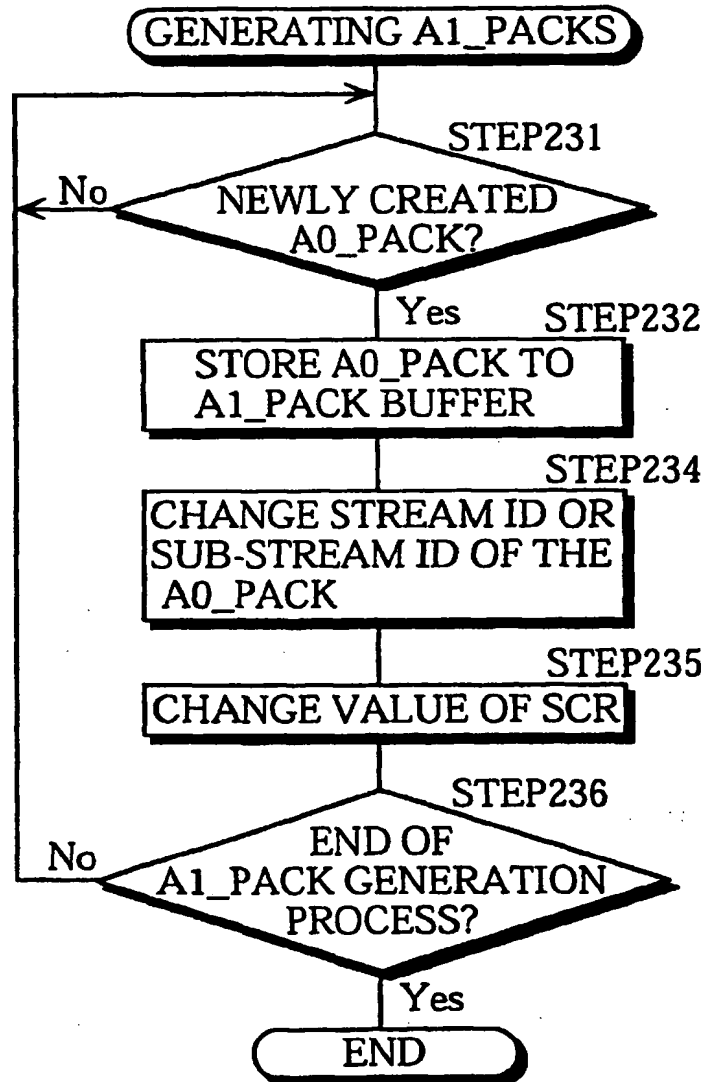 GENERATING A1_PACKS
STEP231
No
NEWLY CREATED
A0_PACK?
Yes
STEP232
STORE A0_PACK TO
A1_PACK BUFFER
STEP234
CHANGE STREAM ID OR
SUB-STREAM ID OF THE
A0_PACK
STEP235
CHANGE VALUE OF SCR
STEP236
No
END OF
A1_PACK GENERATION
PROCESS?
Yes
END